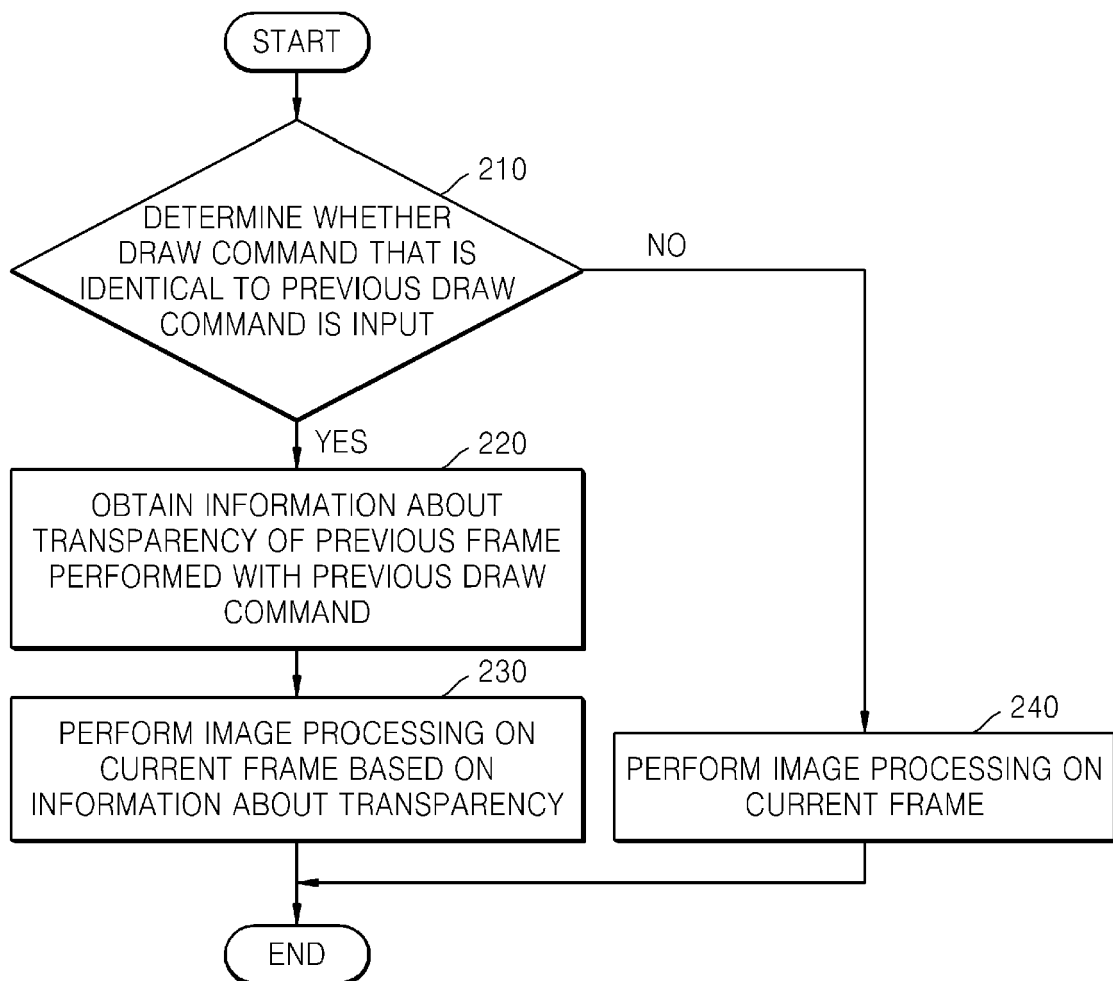 START
210
DETERMINE WHETHER
DRAW COMMAND THAT IS
IDENTICAL TO PREVIOUS DRAW
COMMAND IS INPUT
NO
YES
220
OBTAIN INFORMATION ABOUT
TRANSPARENCY OF PREVIOUS FRAME
PERFORMED WITH PREVIOUS DRAW
COMMAND
230
PERFORM IMAGE PROCESSING ON
CURRENT FRAME BASED ON
INFORMATION ABOUT TRANSPARENCY
240
PERFORM IMAGE PROCESSING ON
CURRENT FRAME
END